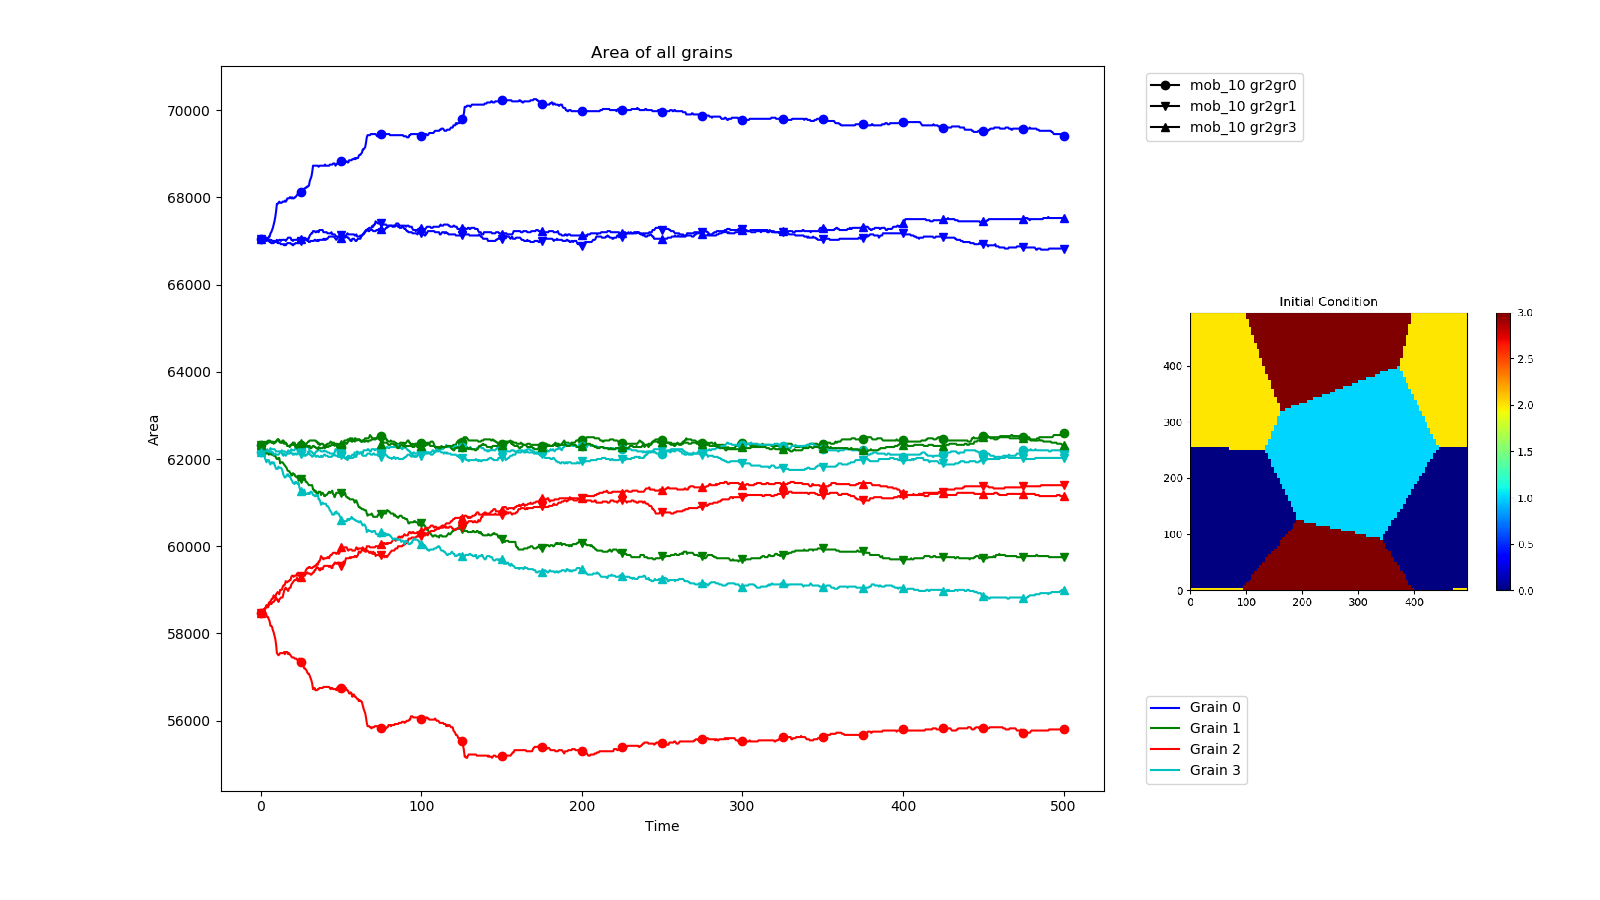 Area of all grains
70000
68000
66000
64000
62000
60000
58000
56000
Area
0 100 200 300 400 500
Time
mob_10 gr2gr0
mob_10 gr2gr1
mob_10 gr2gr3
Initial Condition
400
300
200
100
0
0 100 200 300 400
3.0
2.5
2.0
1.5
1.0
0.5
0.0
Grain 0
Grain 1
Grain 2
Grain 3